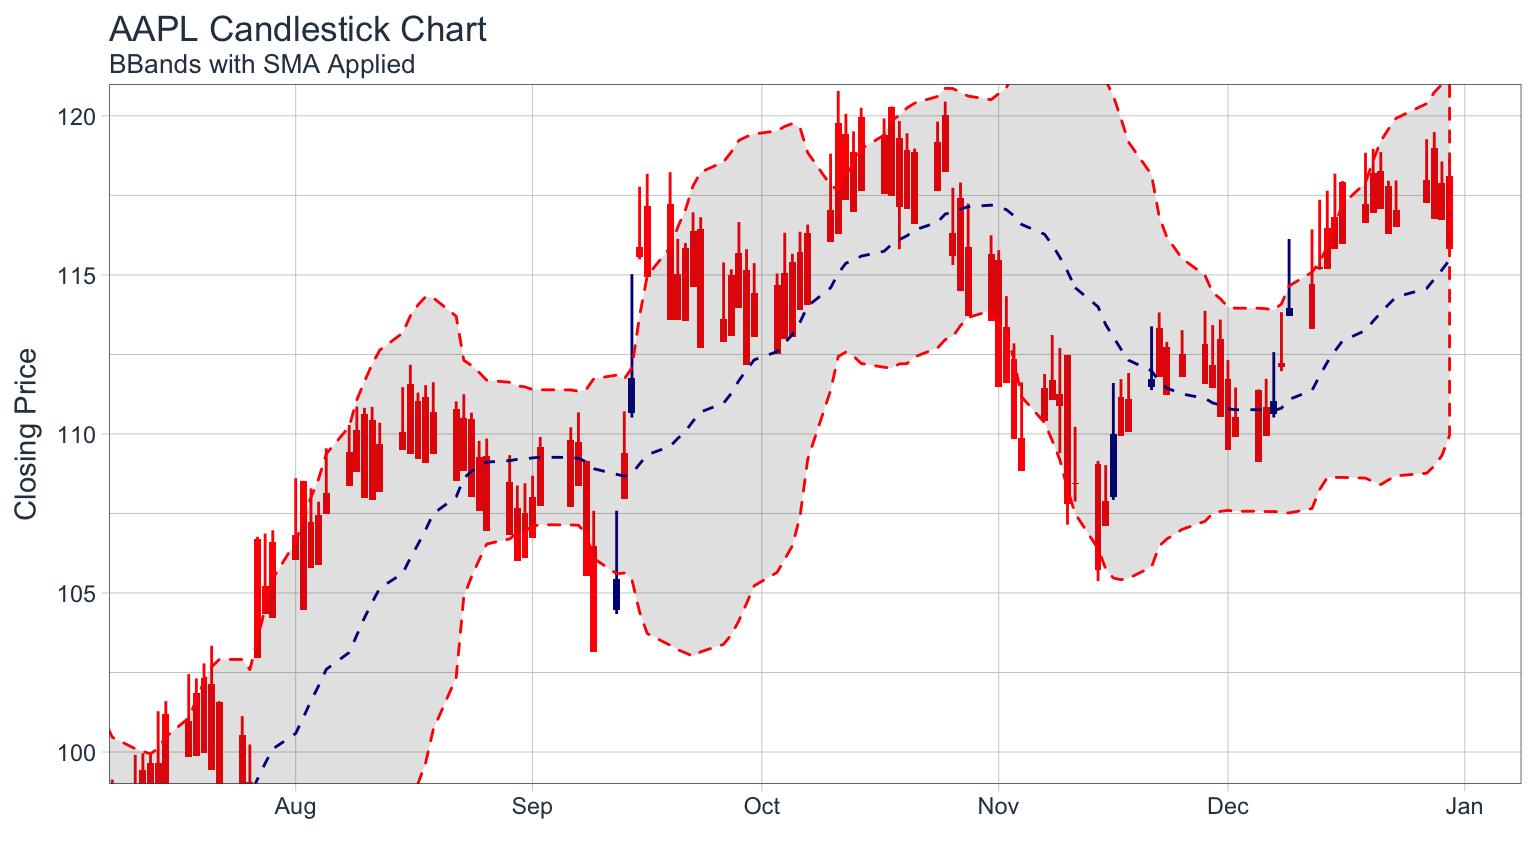 AAPL Candlestick Chart
BBands with SMA Applied
Closing Price
120
115
110
105
100
Aug Sep Oct Nov Dec Jan